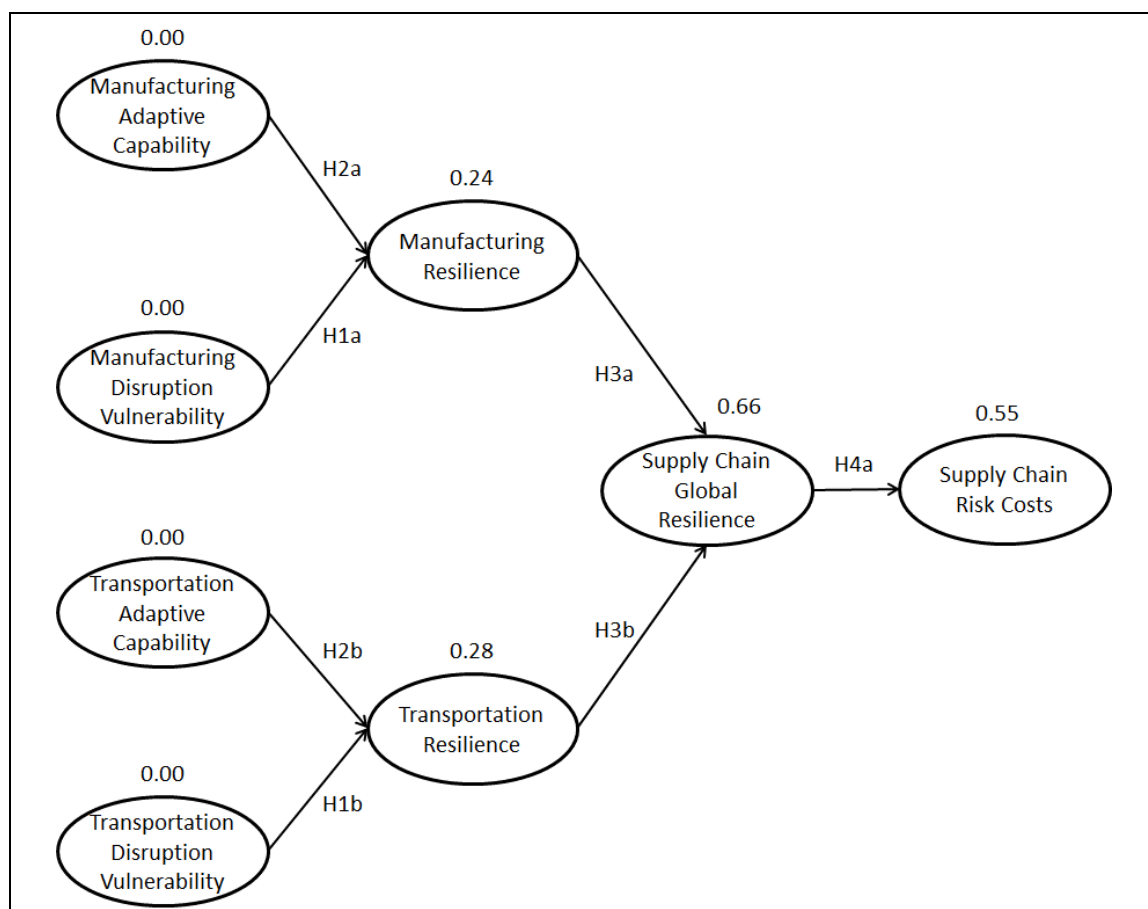 0.00
Manufacturing
Adaptive
Capability
H2a
0.24
Manufacturing
Resilience
0.00
Manufacturing
Disruption
Vulnerability
H1a
H3a
0.66
Supply Chain
Global
Resilience
H4a
0.55
Supply Chain
Risk Costs
0.00
Transportation
Adaptive
Capability
H2b
H3b
0.28
Transportation
Resilience
0.00
Transportation
Disruption
Vulnerability
H1b